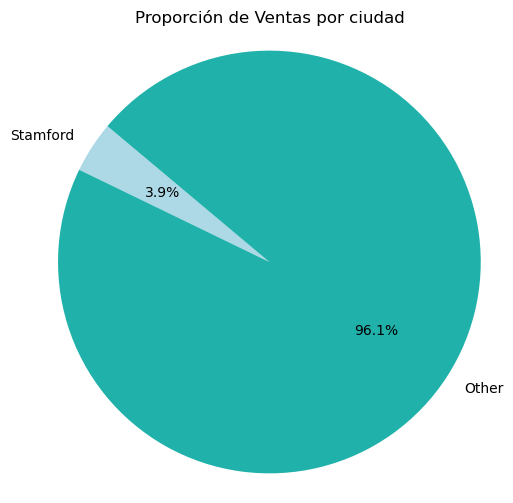 Proporción de Ventas por ciudad
Stamford
3.9%
96.1%
Other